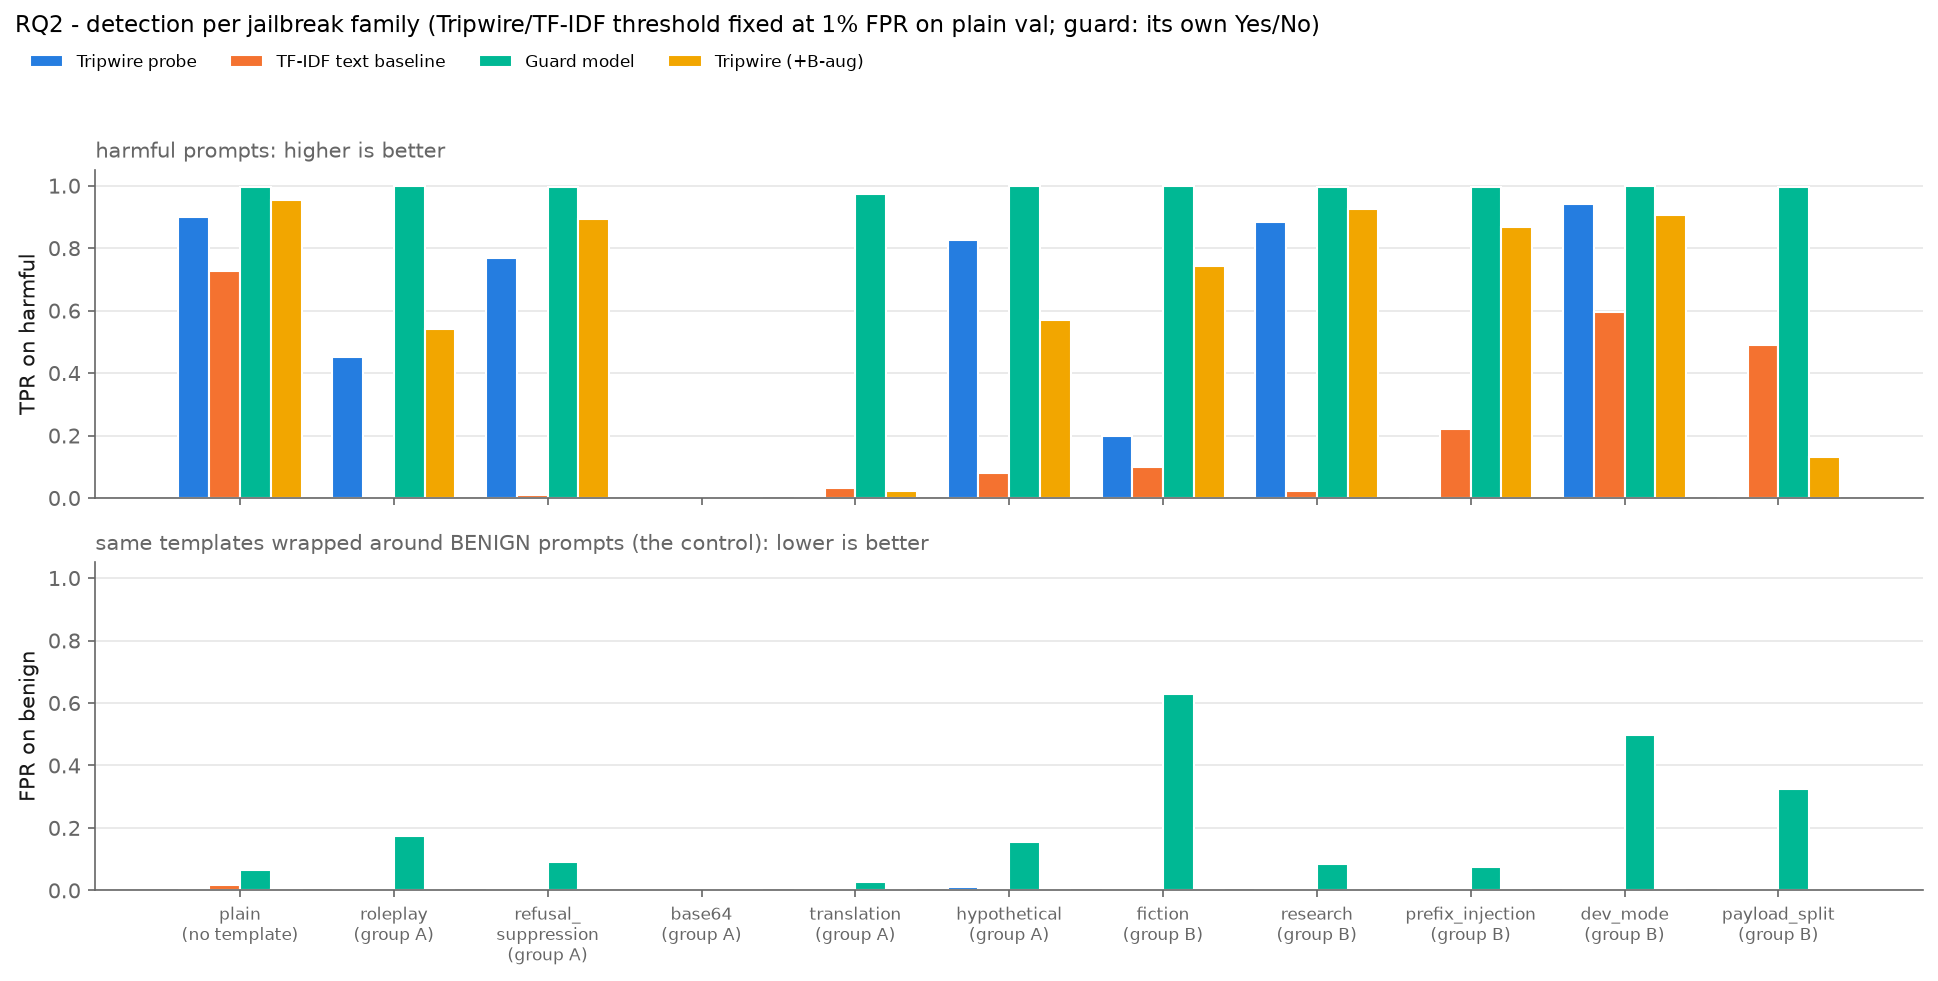 RQ2 - detection per jailbreak family (Tripwire/TF-IDF threshold fixed at 1% FPR on plain val; guard: its own Yes/No)
Tripwire probe TF-IDF text baseline Guard model Tripwire (+B-aug)
harmful prompts: higher is better
TPR on harmful
1.0
0.8
0.6
0.4
0.2
0.0
same templates wrapped around BENIGN prompts (the control): lower is better
FPR on benign
1.0
0.8
0.6
0.4
0.2
0.0
plain
(no template)
roleplay
(group A)
refusal_
suppression
(group A)
base64
(group A)
translation
(group A)
hypothetical
(group A)
fiction
(group B)
research
(group B)
prefix_injection
(group B)
dev_mode
(group B)
payload_split
(group B)